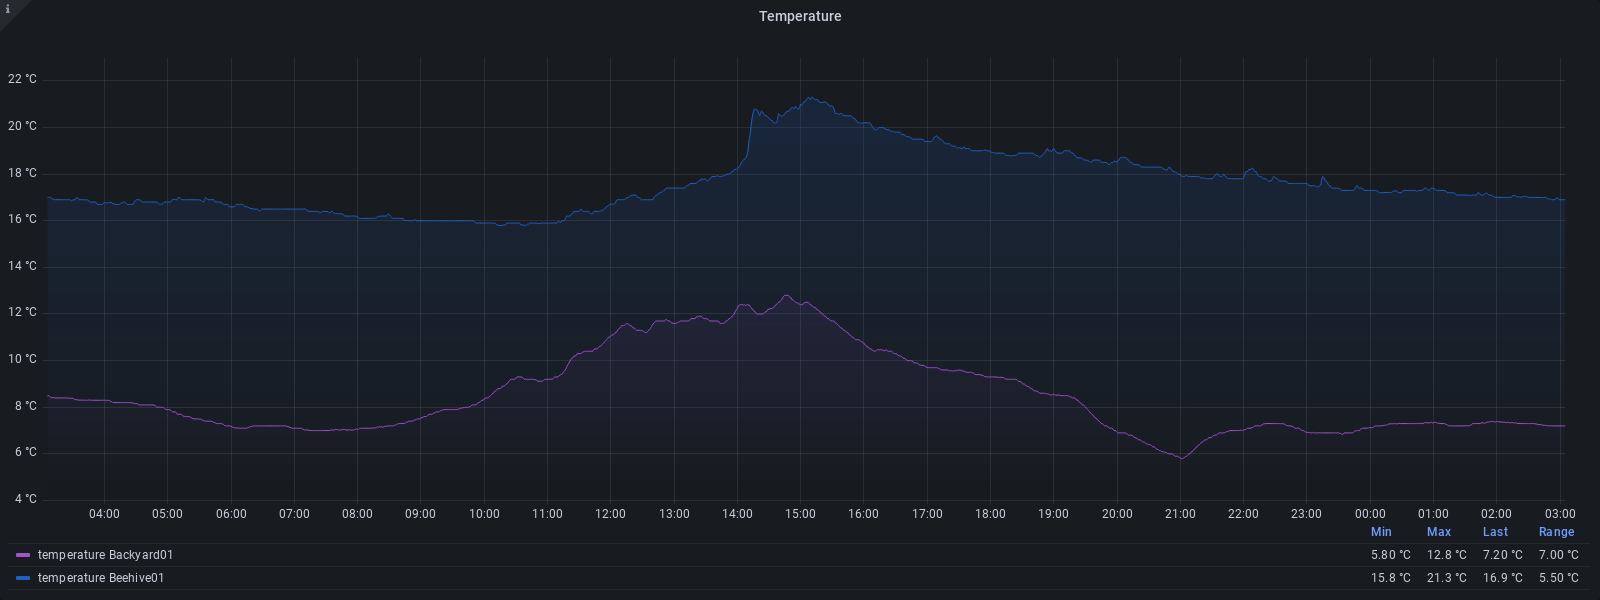 i
Temperature
22 °C
20 °C
18 °C
16 °C
14 °C
12 °C
10 °C
8 °C
6 °C
4 °C
04:00 05:00 06:00 07:00 08:00 09:00 10:00 11:00 12:00 13:00 14:00 15:00 16:00 17:00 18:00 19:00 20:00 21:00 22:00 23:00 00:00 01:00 02:00 03:00
Min Max Last Range
temperature Backyard01 5.80 °C 12.8 °C 7.20 °C 7.00 °C
temperature Beehive01 15.8 °C 21.3 °C 16.9 °C 5.50 °C